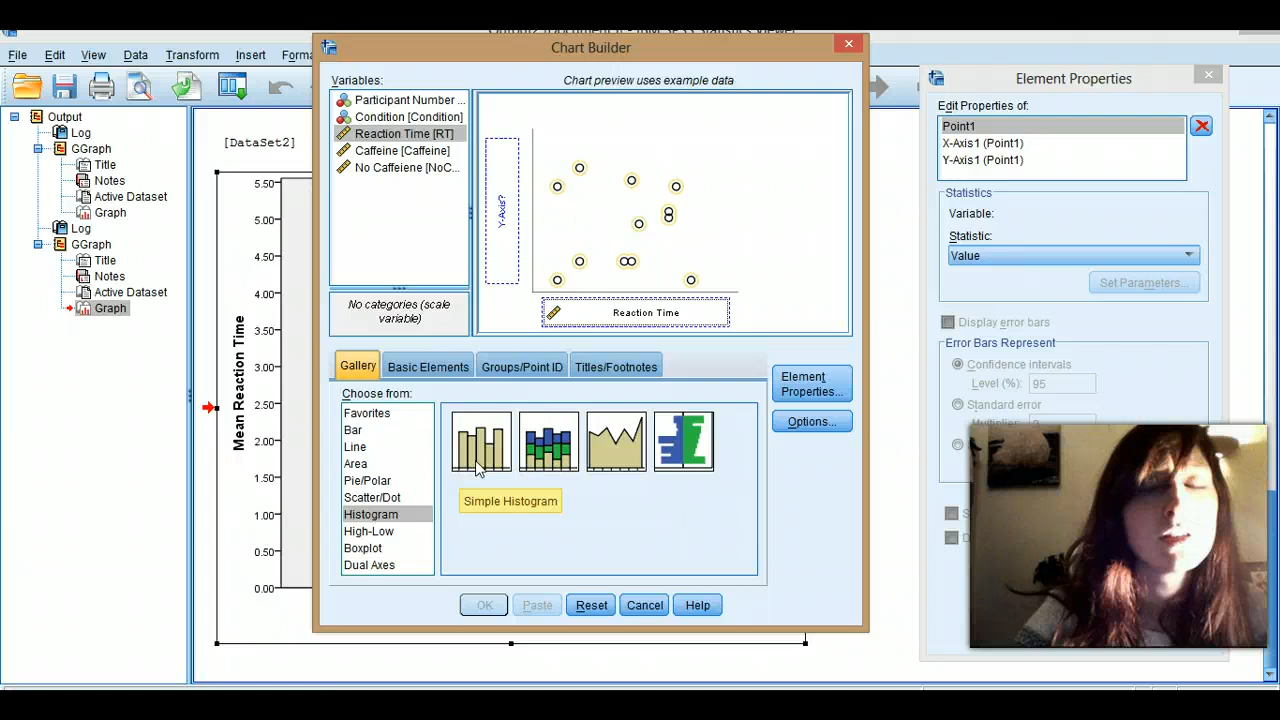 Chart Builder
File Edit View Data Transform Insert Forma
Output
Log
GGraph
Title
Notes
Active Dataset
Graph
Log
GGraph
Title
Notes
Active Dataset
Graph
[DataSet2]
5.50
5.00
4.50
4.00
3.50
3.00
2.50
2.00
1.50
1.00
0.50
0.00
Mean Reaction Time
Variables:
Participant Number ...
Condition [Condition]
Reaction Time [RT]
Caffeine [Caffeine]
No Caffeiene [NoC...
No categories (scale
variable)
Chart preview uses example data
Y-Axis?
Reaction Time
Gallery Basic Elements Groups/Point ID Titles/Footnotes
Choose from:
Favorites
Bar
Line
Area
Pie/Polar
Scatter/Dot
Histogram
High-Low
Boxplot
Dual Axes
Simple Histogram
Element
Properties...
Options...
OK Paste Reset Cancel Help
Element Properties
Edit Properties of:
Point1
X-Axis1 (Point1)
Y-Axis1 (Point1)
Statistics
Variable:
Statistic:
Value
Set Parameters...
Display error bars
Error Bars Represent
Confidence intervals
Level (%): 95
Standard error